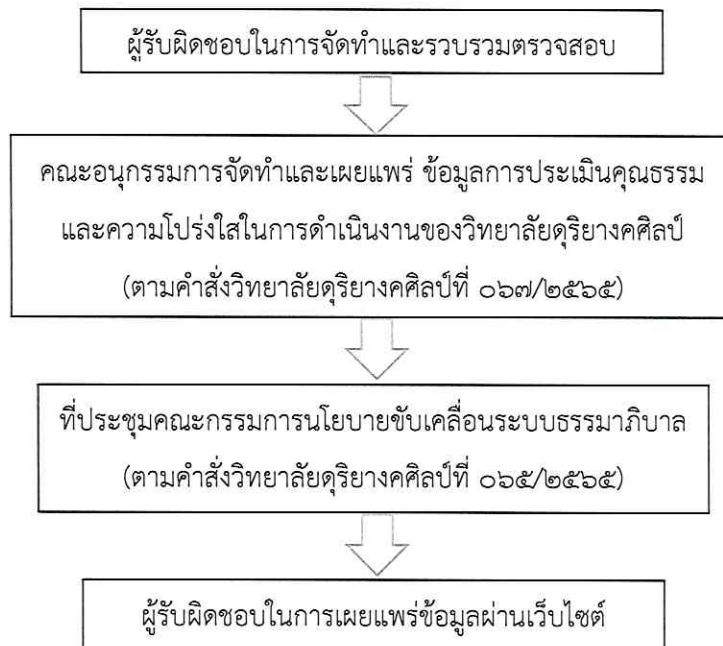 ผู้รับผิดชอบในการจัดทำและรวบรวมตรวจสอบ
คณะอนุกรรมการจัดทำและเผยแพร่ ข้อมูลการประเมินคุณธรรม
และความโปร่งใสในการดำเนินงานของวิทยาลัยดุริยางคศิลป์
(ตามคำสั่งวิทยาลัยดุริยางคศิลป์ที่ ๐๖๗/๒๕๖๕)
ที่ประชุมคณะกรรมการนโยบายขับเคลื่อนระบบธรรมาภิบาล
(ตามคำสั่งวิทยาลัยดุริยางคศิลป์ที่ ๐๖๕/๒๕๖๕)
ผู้รับผิดชอบในการเผยแพร่ข้อมูลผ่านเว็บไซต์